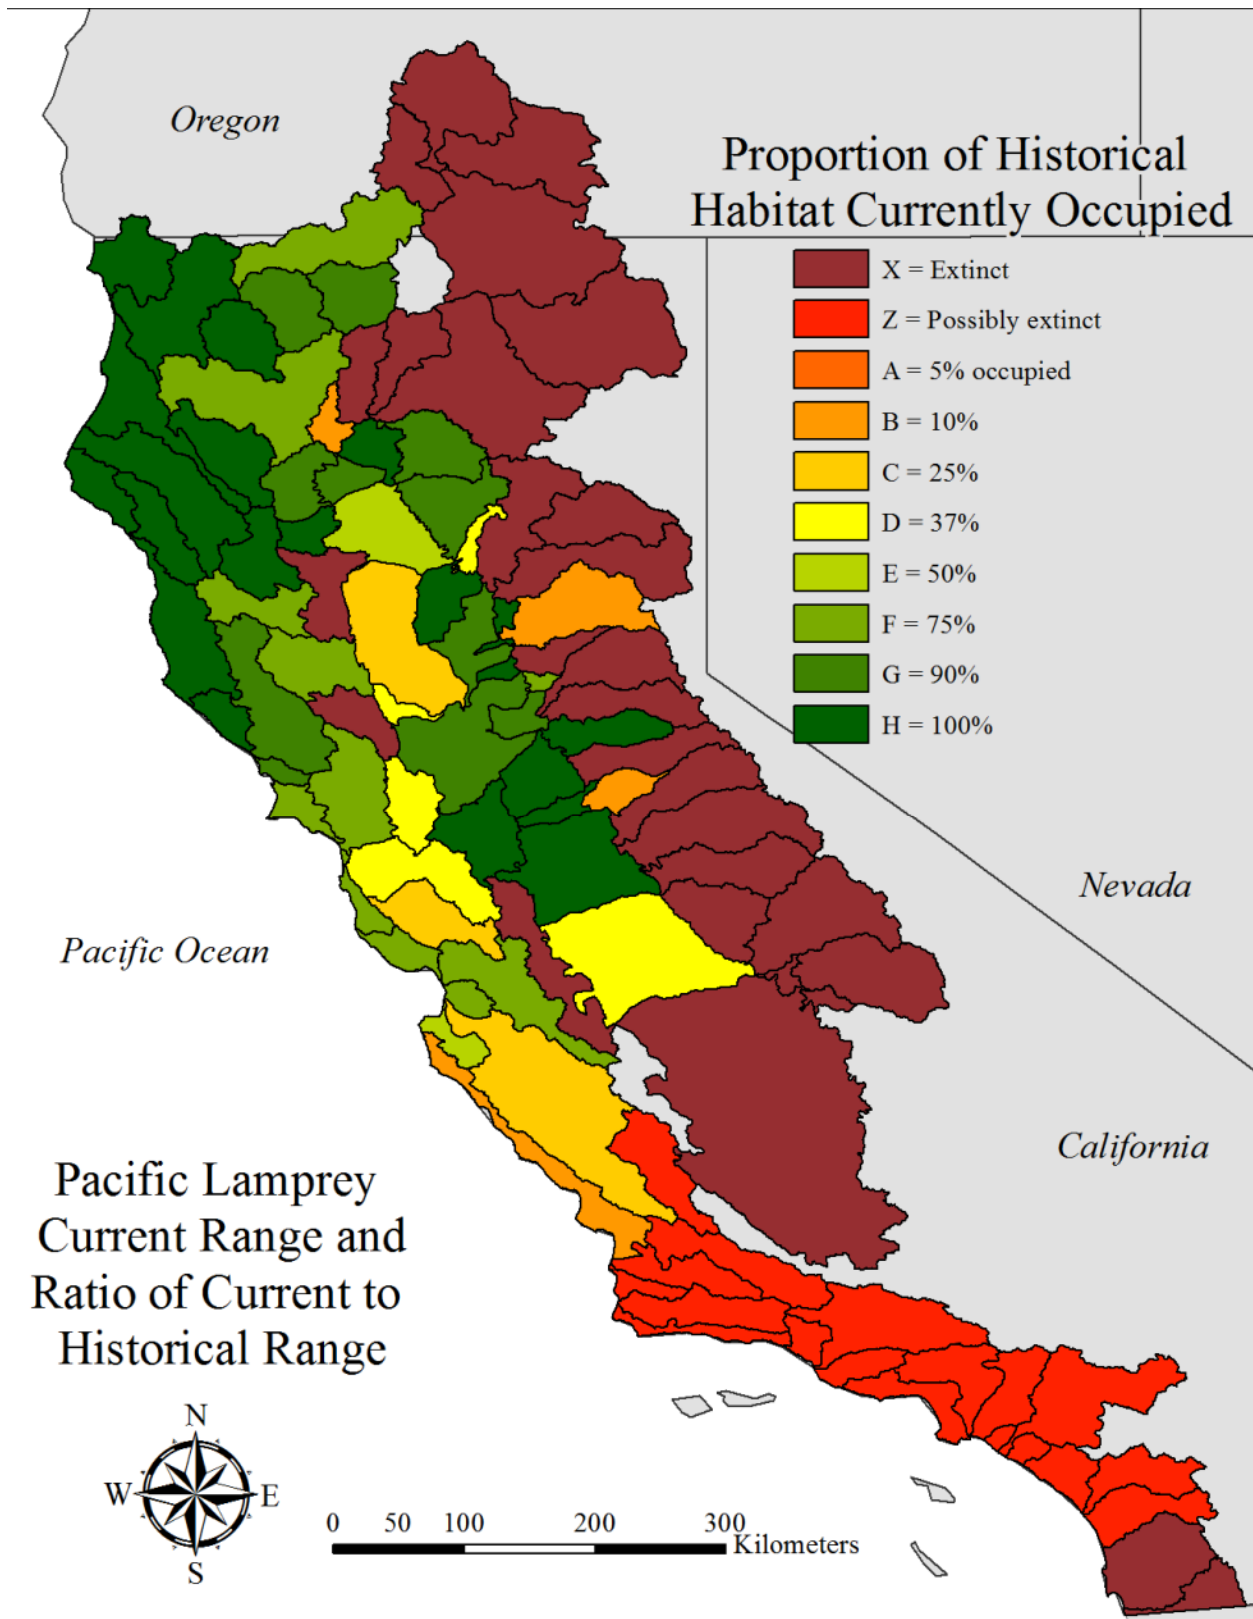 Oregon
Proportion of Historical
Habitat Currently Occupied
X = Extinct
Z = Possibly extinct
A = 5% occupied
B = 10%
C = 25%
D = 37%
E = 50%
F = 75%
G = 90%
H = 100%
Nevada
Pacific Ocean
California
Pacific Lamprey
Current Range and
Ratio of Current to
Historical Range
N
W
E
S
0 50 100 200 300
Kilometers